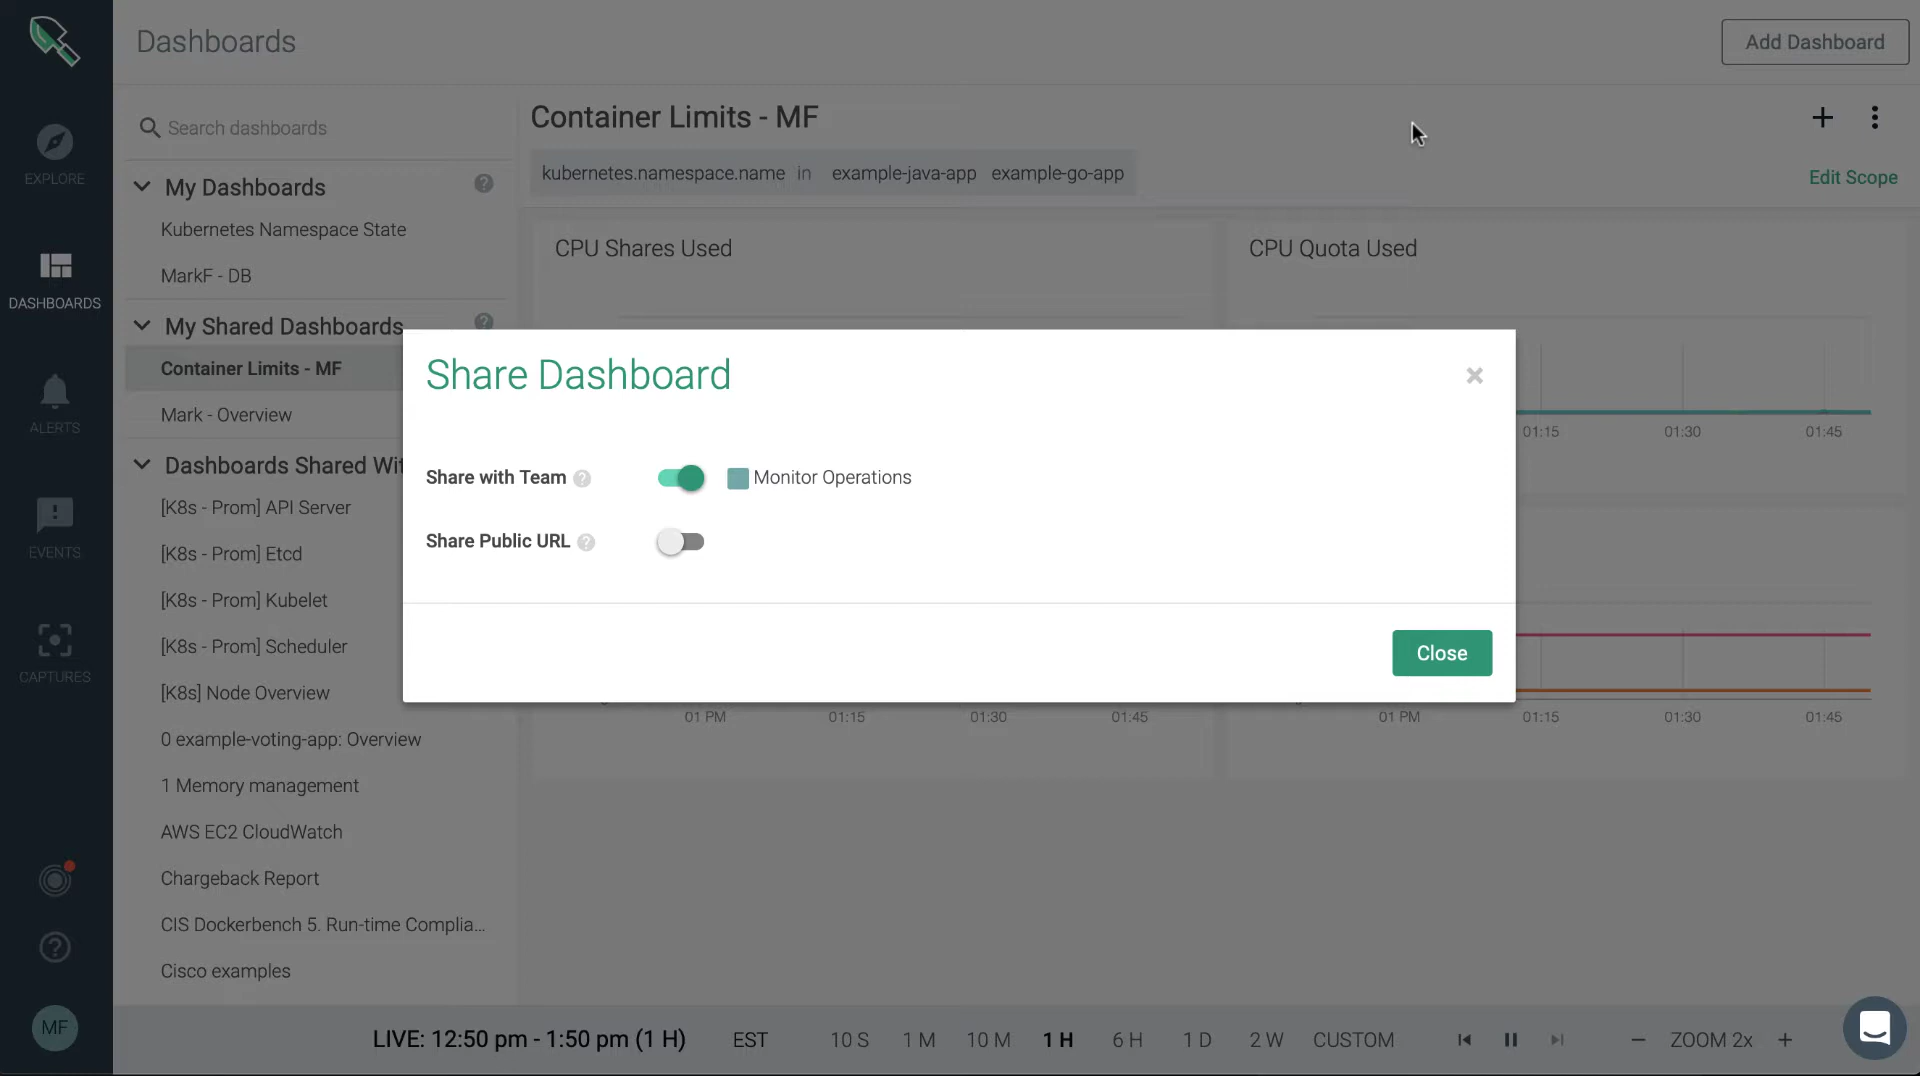 Dashboards
Add Dashboard
EXPLORE
DASHBOARDS
ALERTS
EVENTS
CAPTURES
MF
Search dashboards
My Dashboards
Kubernetes Namespace State
MarkF - DB
My Shared Dashboards
Container Limits - MF
Mark - Overview
Dashboards Shared Wit
[K8s - Prom] API Server
[K8s - Prom] Etcd
[K8s - Prom] Kubelet
[K8s - Prom] Scheduler
[K8s] Node Overview
0 example-voting-app: Overview
1 Memory management
AWS EC2 CloudWatch
Chargeback Report
CIS Dockerbench 5. Run-time Complia...
Cisco examples
Container Limits - MF
kubernetes.namespace.name in example-java-app example-go-app
Edit Scope
CPU Shares Used
CPU Quota Used
01:15 01:30 01:45
Share Dashboard
Share with Team ?
Monitor Operations
Share Public URL ?
Close
01 PM 01:15 01:30 01:45
01 PM 01:15 01:30 01:45
LIVE: 12:50 pm - 1:50 pm (1 H) EST 10 S 1 M 10 M 1 H 6 H 1 D 2 W CUSTOM ZOOM 2x